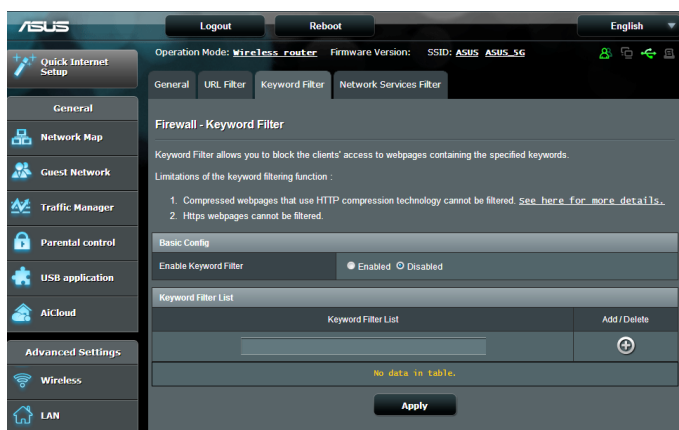 ASUS
Logout
Reboot
English
Quick Internet
Setup
Operation Mode: Wireless router Firmware Version: SSID: ASUS ASUS_5G
General
URL Filter
Keyword Filter
Network Services Filter
General
Network Map
Guest Network
Traffic Manager
Parental control
USB application
AiCloud
Advanced Settings
Wireless
LAN
Firewall - Keyword Filter
Keyword Filter allows you to block the clients' access to webpages containing the specified keywords.
Limitations of the keyword filtering function :
1. Compressed webpages that use HTTP compression technology cannot be filtered. See here for more details.
2. Https webpages cannot be filtered.
Basic Config
Enable Keyword Filter
Enabled Disabled
Keyword Filter List
Keyword Filter List
Add / Delete
No data in table.
Apply